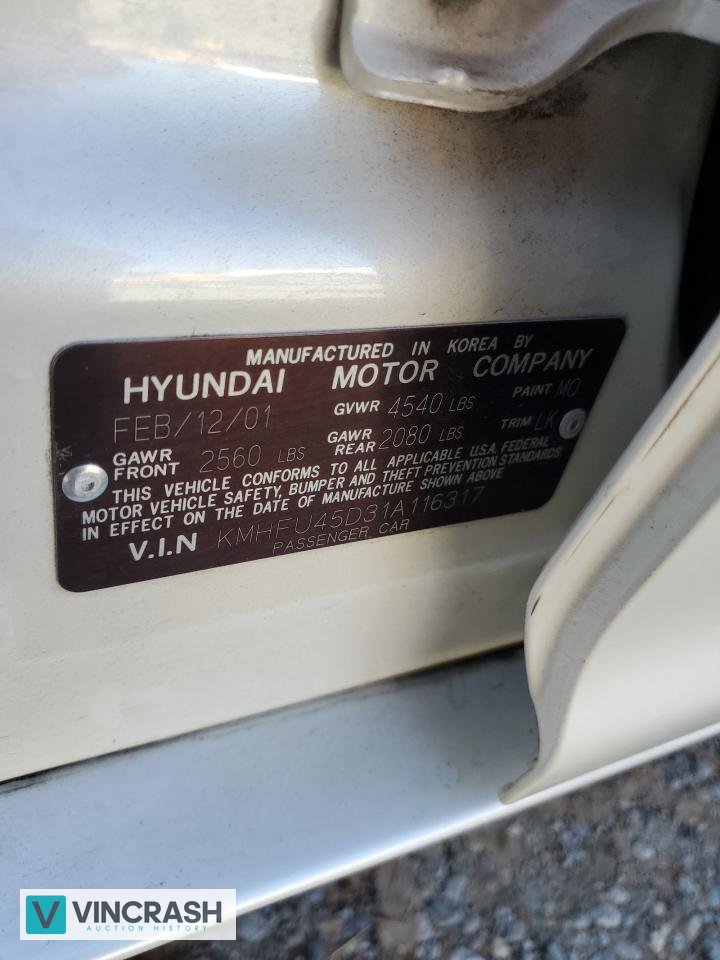 MANUFACTURED IN KOREA BY
HYUNDAI MOTOR COMPANY
FEB/12/01 GVWR 4540 LBS PAINT MO
GAWR FRONT 2560 LBS GAWR REAR 2080 LBS TRIM LK
THIS VEHICLE CONFORMS TO ALL APPLICABLE U.S.A. FEDERAL
MOTOR VEHICLE SAFETY, BUMPER AND THEFT PREVENTION STANDARDS
IN EFFECT ON THE DATE OF MANUFACTURE SHOWN ABOVE
V.I.N KMHFU45D31A116317
PASSENGER CAR
V VINCRASH
AUCTION HISTORY